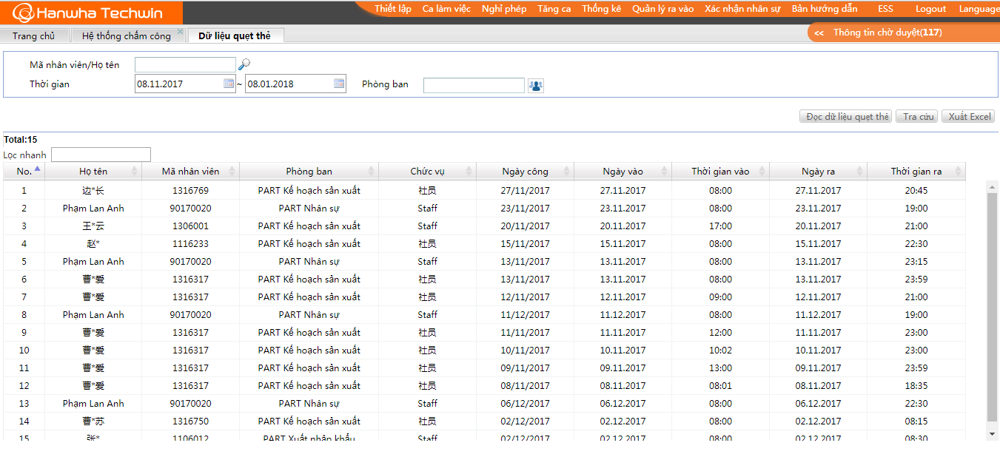 Hanwha Techwin
Thiết lập Ca làm việc Nghỉ phép Tăng ca Thống kê Quản lý ra vào Xác nhận nhân sự Bản hướng dẫn ESS Logout Language
Trang chủ Hệ thống chấm công Dữ liệu quẹt thẻ << Thông tin chờ duyệt(117)
Mã nhân viên/Họ tên
Thời gian 08.11.2017 ~ 08.01.2018 Phòng ban
Đọc dữ liệu quẹt thẻ Tra cứu Xuất Excel
Total:15
Lọc nhanh
No. Họ tên Mã nhân viên Phòng ban Chức vụ Ngày công Ngày vào Thời gian vào Ngày ra Thời gian ra
1 边*长 1316769 PART Kế hoạch sản xuất 社员 27/11/2017 27.11.2017 08:00 27.11.2017 20:45
2 Phạm Lan Anh 90170020 PART Nhân sự Staff 23/11/2017 23.11.2017 08:00 23.11.2017 19:00
3 王*云 1306001 PART Kế hoạch sản xuất 社员 20/11/2017 20.11.2017 17:00 20.11.2017 21:00
4 赵* 1116233 PART Kế hoạch sản xuất 社员 15/11/2017 15.11.2017 08:00 15.11.2017 22:30
5 Phạm Lan Anh 90170020 PART Nhân sự Staff 13/11/2017 13.11.2017 08:00 13.11.2017 23:15
6 曹*爱 1316317 PART Kế hoạch sản xuất 社员 13/11/2017 13.11.2017 08:00 13.11.2017 23:59
7 曹*爱 1316317 PART Kế hoạch sản xuất 社员 12/11/2017 12.11.2017 09:00 12.11.2017 21:00
8 Phạm Lan Anh 90170020 PART Nhân sự Staff 11/12/2017 11.12.2017 08:00 11.12.2017 19:00
9 曹*爱 1316317 PART Kế hoạch sản xuất 社员 11/11/2017 11.11.2017 12:00 11.11.2017 23:00
10 曹*爱 1316317 PART Kế hoạch sản xuất 社员 10/11/2017 10.11.2017 10:02 10.11.2017 23:00
11 曹*爱 1316317 PART Kế hoạch sản xuất 社员 09/11/2017 09.11.2017 13:00 09.11.2017 23:59
12 曹*爱 1316317 PART Kế hoạch sản xuất 社员 08/11/2017 08.11.2017 08:01 08.11.2017 18:35
13 Phạm Lan Anh 90170020 PART Nhân sự Staff 06/12/2017 06.12.2017 08:00 06.12.2017 22:30
14 曹*苏 1316750 PART Kế hoạch sản xuất 社员 02/12/2017 02.12.2017 08:00 02.12.2017 08:15
15 张* 1106012 PART Xuất nhập khẩu Staff 02/12/2017 02.12.2017 08:00 02.12.2017 08:30